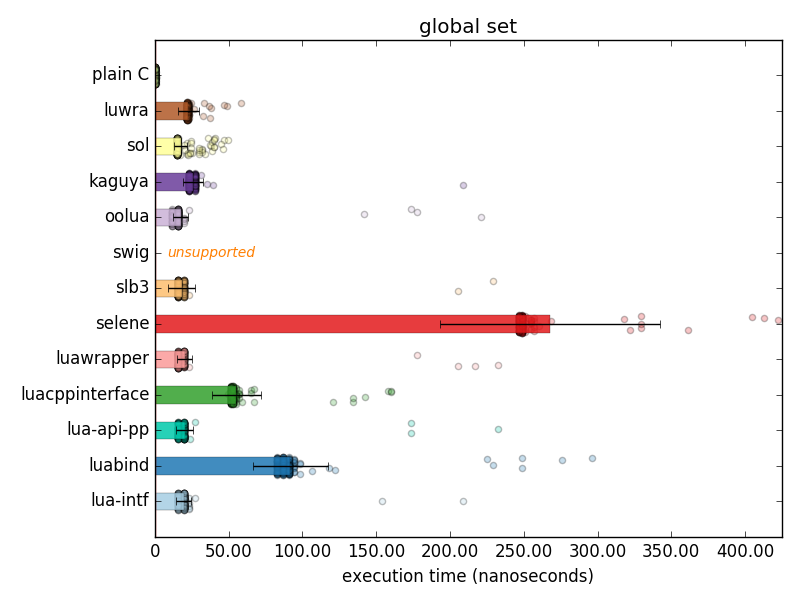 global set
plain C
luwra
sol
kaguya
oolua
swig
unsupported
slb3
selene
luawrapper
luacppinterface
lua-api-pp
luabind
lua-intf
0 50.00 100.00 150.00 200.00 250.00 300.00 350.00 400.00
execution time (nanoseconds)